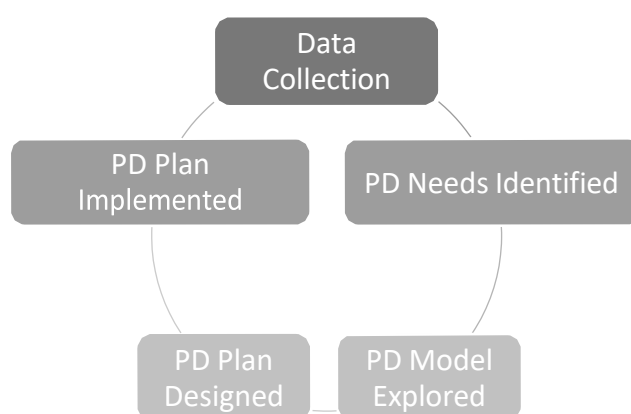 Data
Collection
PD Plan
Implemented
PD Needs Identified
PD Plan
Designed
PD Model
Explored